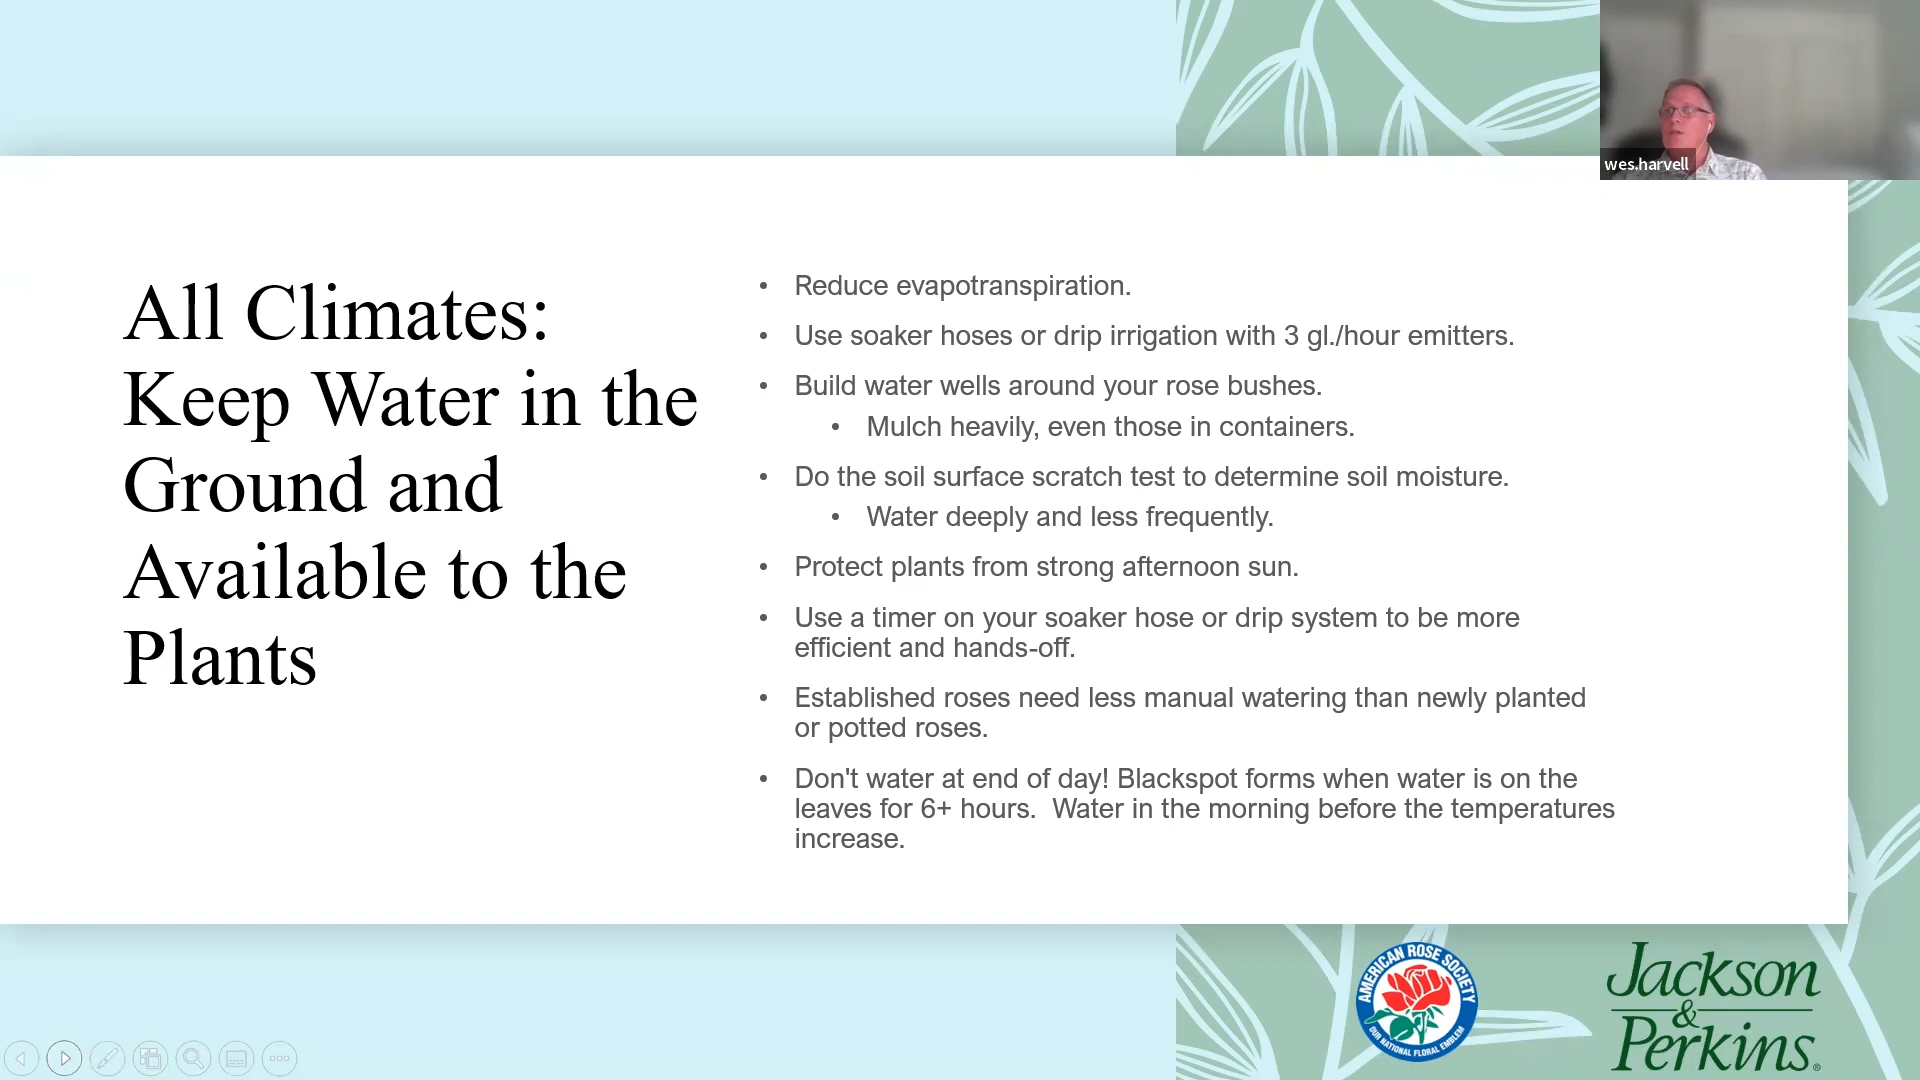 wes.harvell
All Climates:
Keep Water in the
Ground and
Available to the
Plants
• Reduce evapotranspiration.
• Use soaker hoses or drip irrigation with 3 gl./hour emitters.
• Build water wells around your rose bushes.
• Mulch heavily, even those in containers.
• Do the soil surface scratch test to determine soil moisture.
• Water deeply and less frequently.
• Protect plants from strong afternoon sun.
• Use a timer on your soaker hose or drip system to be more
efficient and hands-off.
• Established roses need less manual watering than newly planted
or potted roses.
• Don't water at end of day! Blackspot forms when water is on the
leaves for 6+ hours.  Water in the morning before the temperatures
increase.
AMERICAN ROSE SOCIETY
OUR NATIONAL FLORAL EMBLEM
Jackson
&
Perkins®